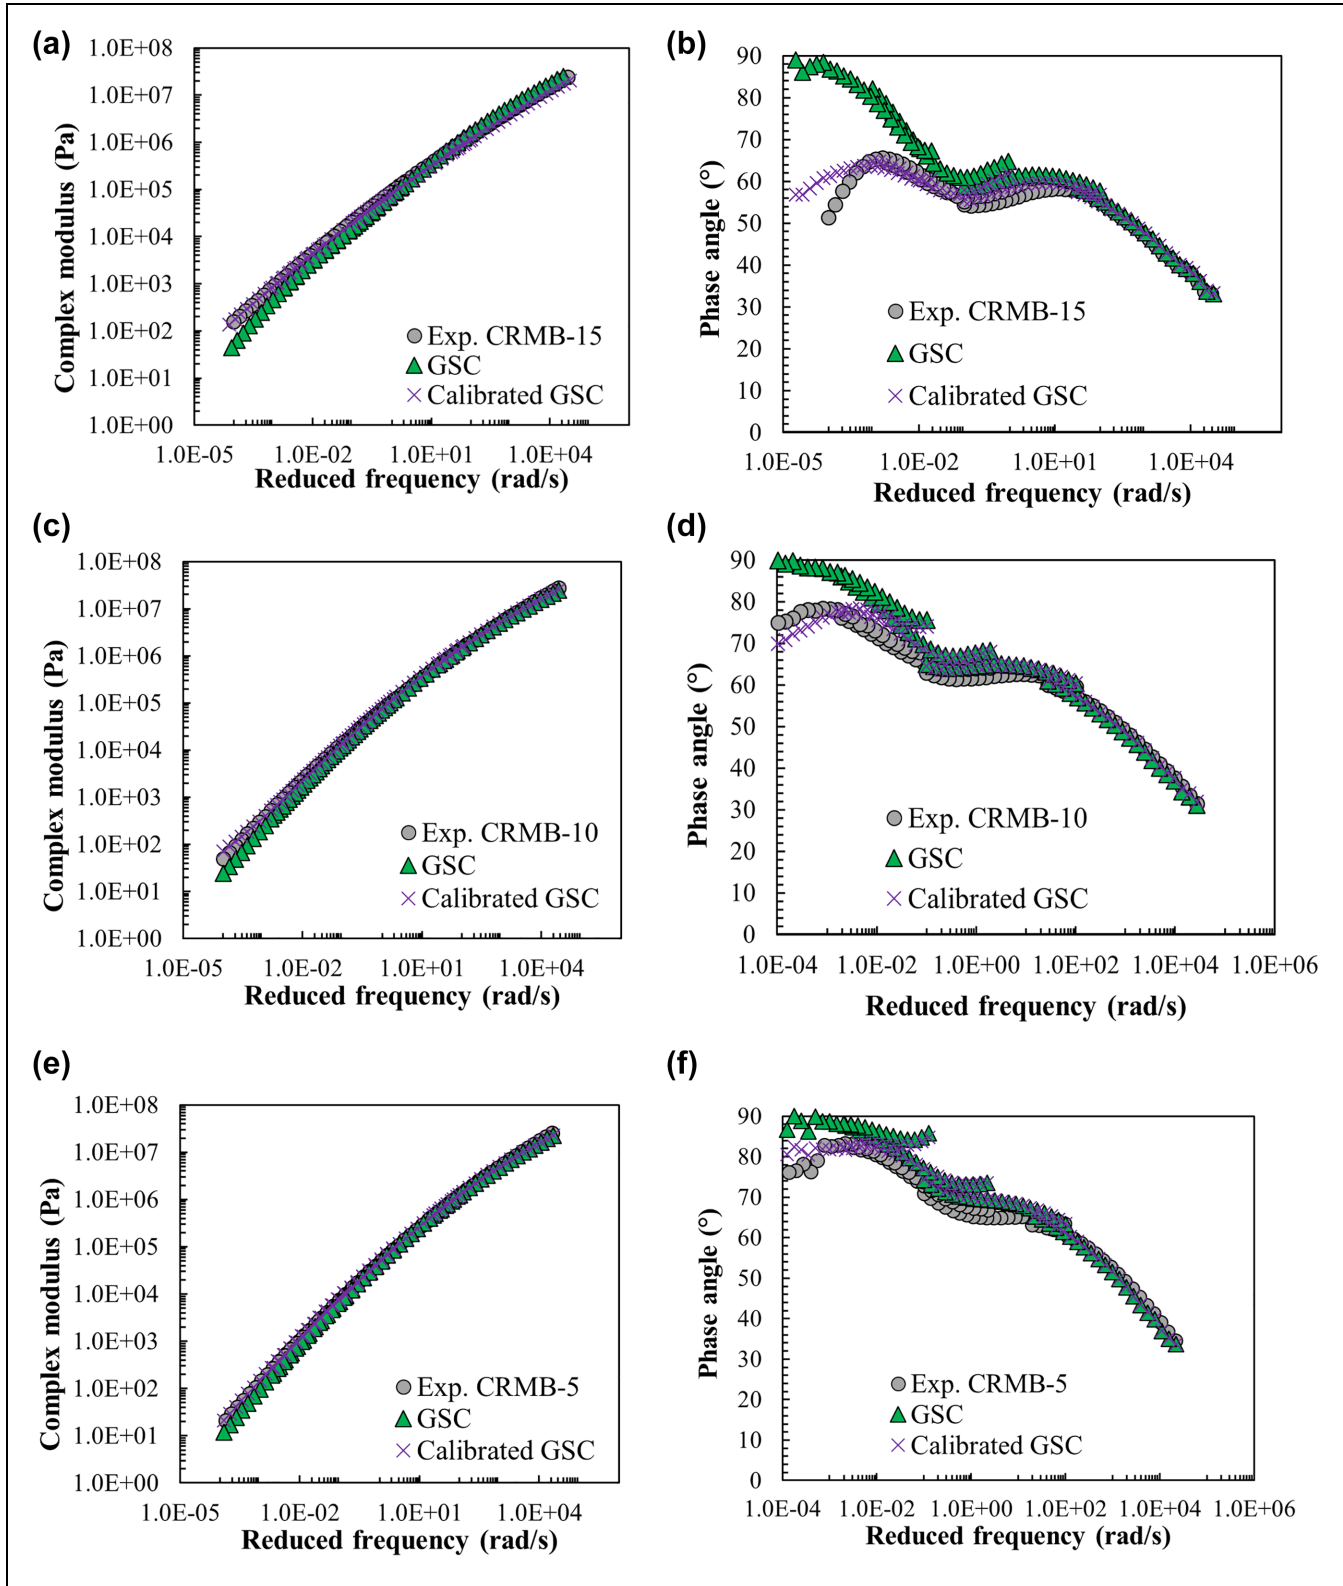 (a)
1.0E+08
1.0E+07
1.0E+06
1.0E+05
1.0E+04
1.0E+03
1.0E+02
1.0E+01
1.0E+00
Complex modulus (Pa)
Exp. CRMB-15
GSC
Calibrated GSC
1.0E-05 1.0E-02 1.0E+01 1.0E+04
Reduced frequency (rad/s)
(b)
90
80
70
60
50
40
30
20
10
0
Phase angle (°)
Exp. CRMB-15
GSC
Calibrated GSC
1.0E-05 1.0E-02 1.0E+01 1.0E+04
Reduced frequency (rad/s)
(c)
1.0E+08
1.0E+07
1.0E+06
1.0E+05
1.0E+04
1.0E+03
1.0E+02
1.0E+01
1.0E+00
Complex modulus (Pa)
Exp. CRMB-10
GSC
Calibrated GSC
1.0E-05 1.0E-02 1.0E+01 1.0E+04
Reduced frequency (rad/s)
(d)
90
80
70
60
50
40
30
20
10
0
Phase angle (°)
Exp. CRMB-10
GSC
Calibrated GSC
1.0E-04 1.0E-02 1.0E+00 1.0E+02 1.0E+04 1.0E+06
Reduced frequency (rad/s)
(e)
1.0E+08
1.0E+07
1.0E+06
1.0E+05
1.0E+04
1.0E+03
1.0E+02
1.0E+01
1.0E+00
Complex modulus (Pa)
Exp. CRMB-5
GSC
Calibrated GSC
1.0E-05 1.0E-02 1.0E+01 1.0E+04
Reduced frequency (rad/s)
(f)
90
80
70
60
50
40
30
20
10
0
Phase angle (°)
Exp. CRMB-5
GSC
Calibrated GSC
1.0E-04 1.0E-02 1.0E+00 1.0E+02 1.0E+04 1.0E+06
Reduced frequency (rad/s)